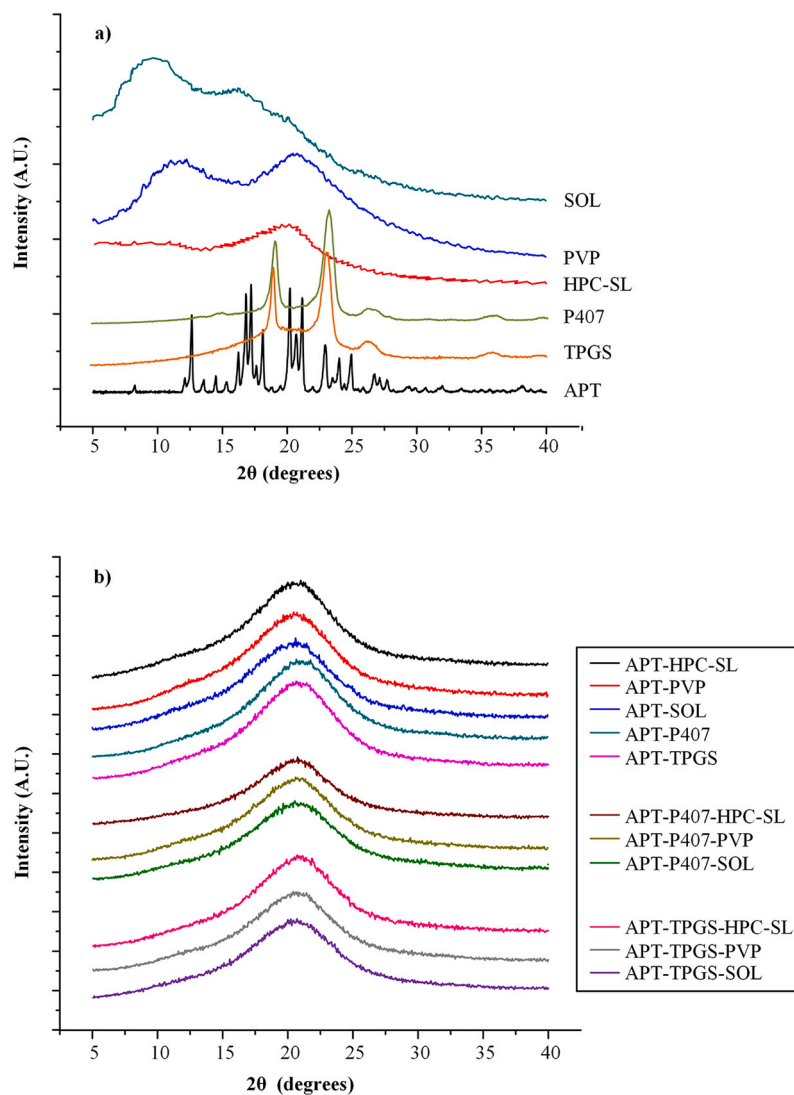 a)
Intensity (A.U.)
SOL
PVP
HPC-SL
P407
TPGS
APT
5 10 15 20 25 30 35 40
2θ (degrees)
b)
Intensity (A.U.)
APT-HPC-SL
APT-PVP
APT-SOL
APT-P407
APT-TPGS
APT-P407-HPC-SL
APT-P407-PVP
APT-P407-SOL
APT-TPGS-HPC-SL
APT-TPGS-PVP
APT-TPGS-SOL
5 10 15 20 25 30 35 40
2θ (degrees)